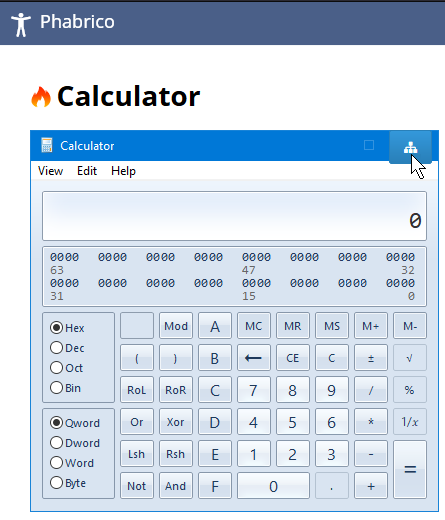 Phabrico
Calculator
Calculator
View Edit Help
0
0000 0000 0000 0000 0000 0000 0000 0000
63 47 32
0000 0000 0000 0000 0000 0000 0000 0000
31 15 0
Hex Mod A MC MR MS M+ M-
Dec ( ) B ← CE C ± √
Oct RoL RoR C 7 8 9 / %
Bin
Qword Or Xor D 4 5 6 * 1/x
Dword Lsh Rsh E 1 2 3 - =
Word
Byte Not And F 0 . +